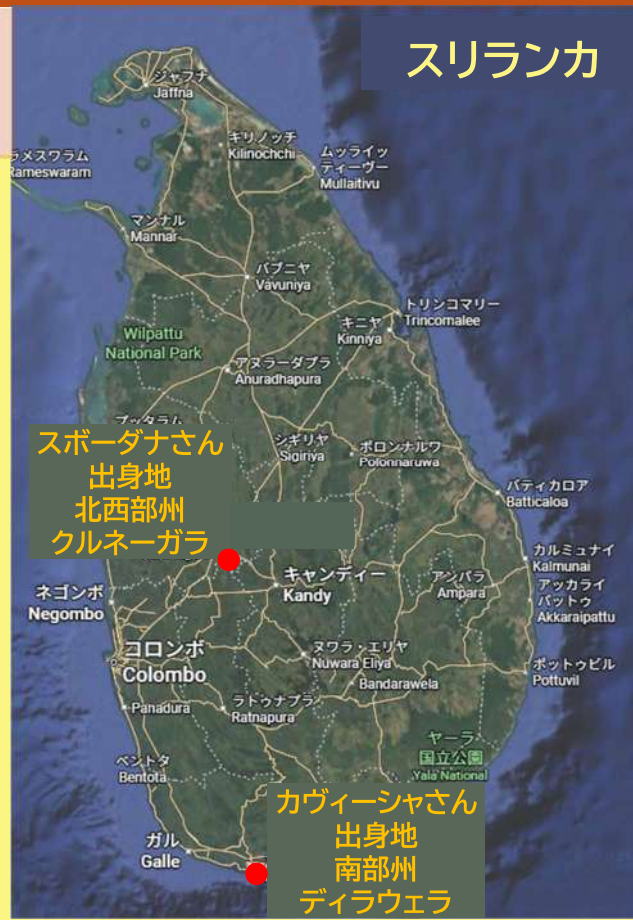 スリランカ
ジャフナ
Jaffna
キリノッチ
Kilinochchi
ムッライッ
ティーヴー
Mullaitivu
ラメスワラム
Rameswaram
マンナル
Mannar
バブニヤ
Vavuniya
トリンコマリー
Trincomalee
キニヤ
Kinniya
Wilpattu
National Park
アヌラーダプラ
Anuradhapura
プッタラム
シギリヤ
Sigiriya
ポロンナルワ
Polonnaruwa
スボーダナさん
出身地
北西部州
クルネーガラ
バティカロア
Batticaloa
カルミュナイ
Kalmunai
アッカライ
パットゥ
Akkaraipattu
キャンディー
Kandy
アンパラ
Ampara
ネゴンボ
Negombo
コロンボ
Colombo
ヌワラ・エリヤ
Nuwara Eliya
Bandarawela
ポットゥビル
Pottuvil
Panadura
ラトゥナプラ
Ratnapura
ヤーラ
国立公園
Yala National
ベントタ
Bentota
ガル
Galle
カヴィーシャさん
出身地
南部州
ディラウェラ